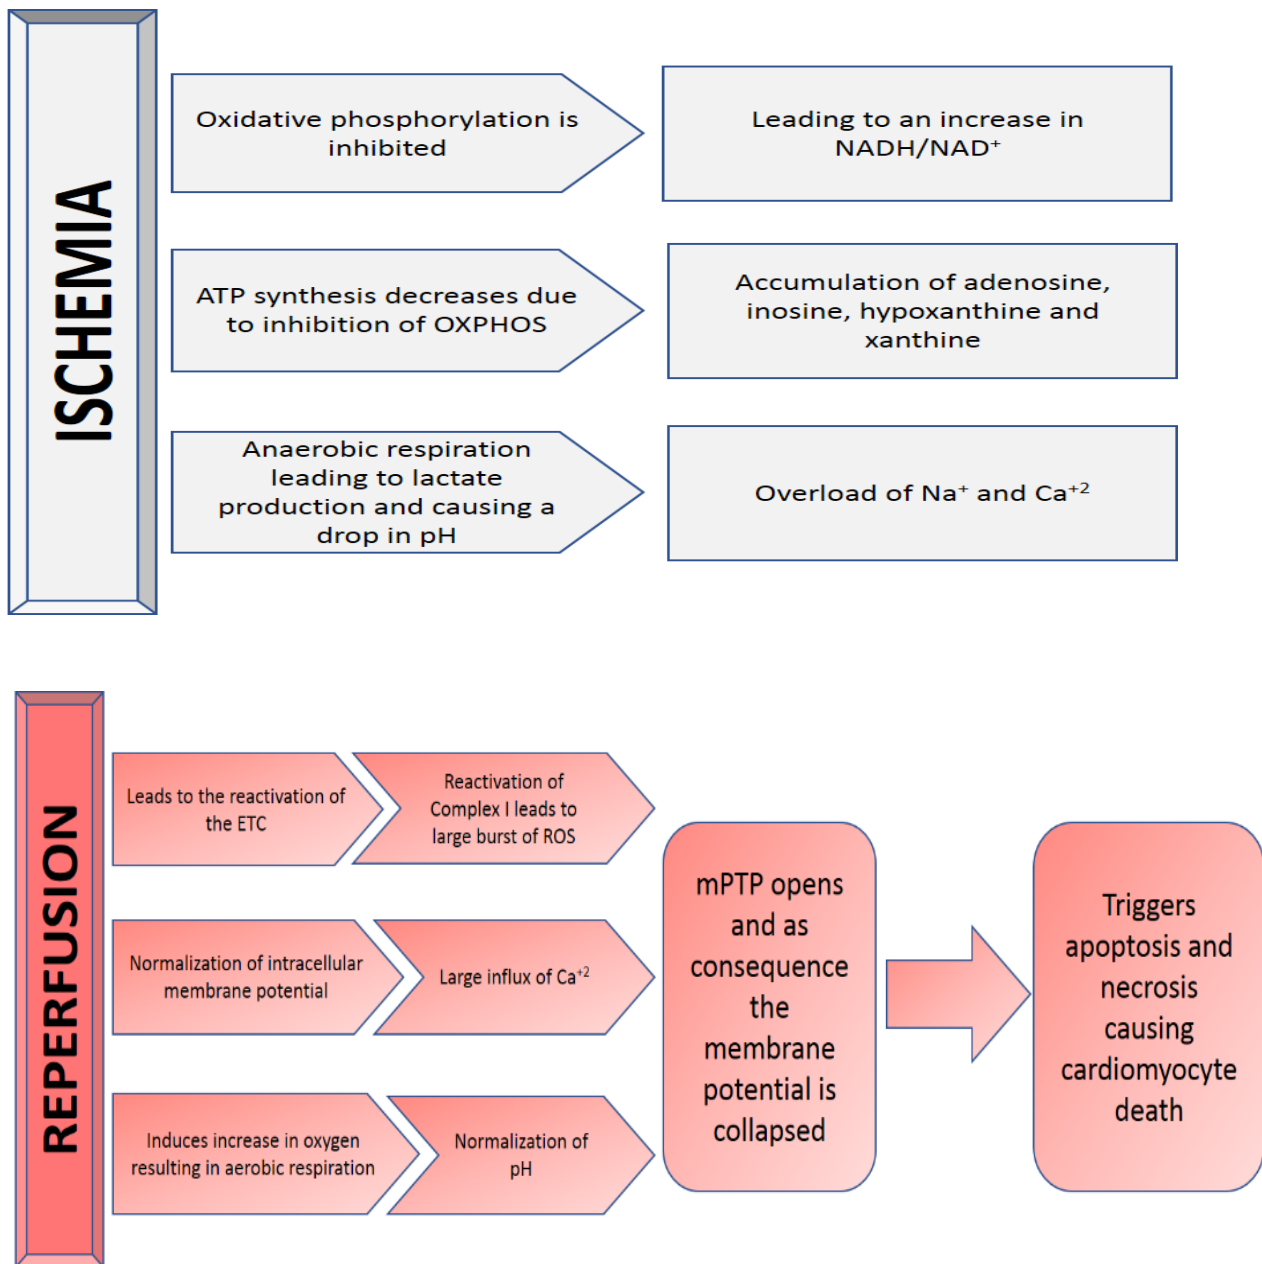 ISCHEMIA
Oxidative phosphorylation is
inhibited
Leading to an increase in
NADH/NAD⁺
ATP synthesis decreases due
to inhibition of OXPHOS
Accumulation of adenosine,
inosine, hypoxanthine and
xanthine
Anaerobic respiration
leading to lactate
production and causing a
drop in pH
Overload of Na⁺ and Ca⁺²
REPERFUSION
Leads to the reactivation of
the ETC
Reactivation of
Complex I leads to
large burst of ROS
Normalization of intracellular
membrane potential
Large influx of Ca⁺²
Induces increase in oxygen
resulting in aerobic respiration
Normalization of
pH
mPTP opens
and as
consequence
the
membrane
potential is
collapsed
Triggers
apoptosis and
necrosis
causing
cardiomyocyte
death